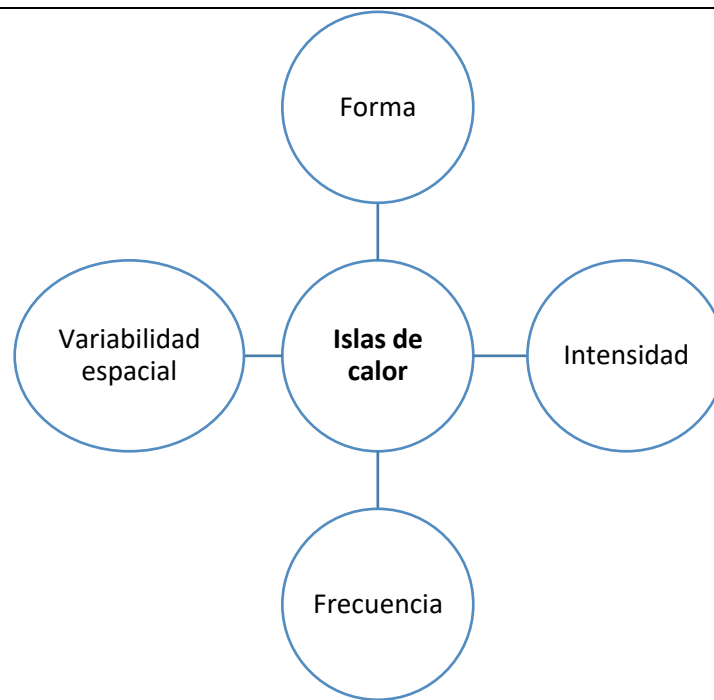 Forma
Variabilidad
espacial
Islas de
calor
Intensidad
Frecuencia